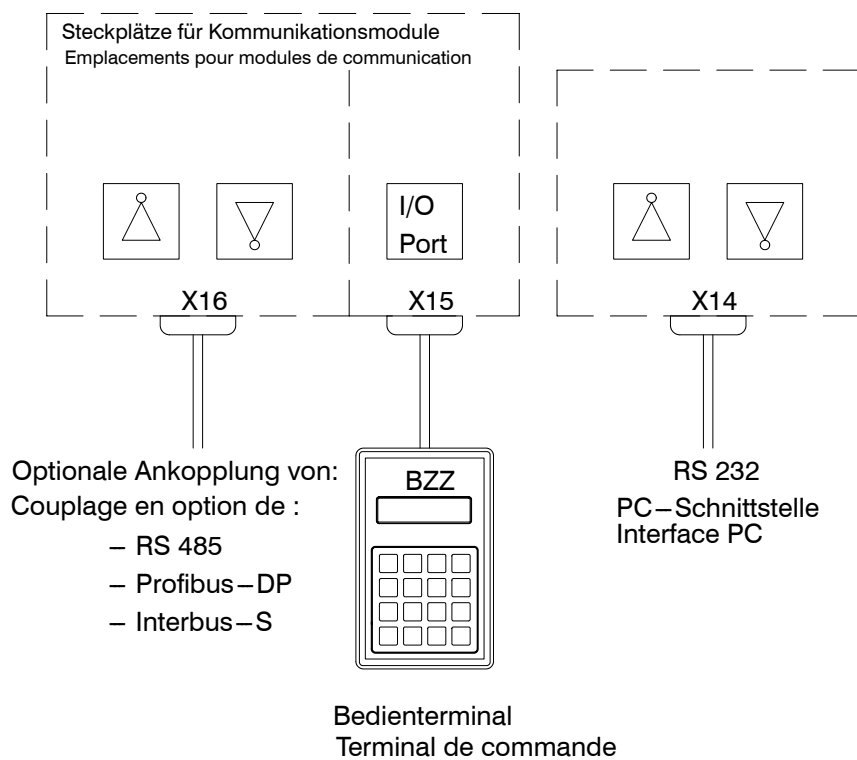 Steckplätze für Kommunikationsmodule
Emplacements pour modules de communication
I/O
Port
X16
X15
X14
Optionale Ankopplung von:
Couplage en option de :
– RS 485
– Profibus–DP
– Interbus–S
BZZ
RS 232
PC–Schnittstelle
Interface PC
Bedienterminal
Terminal de commande